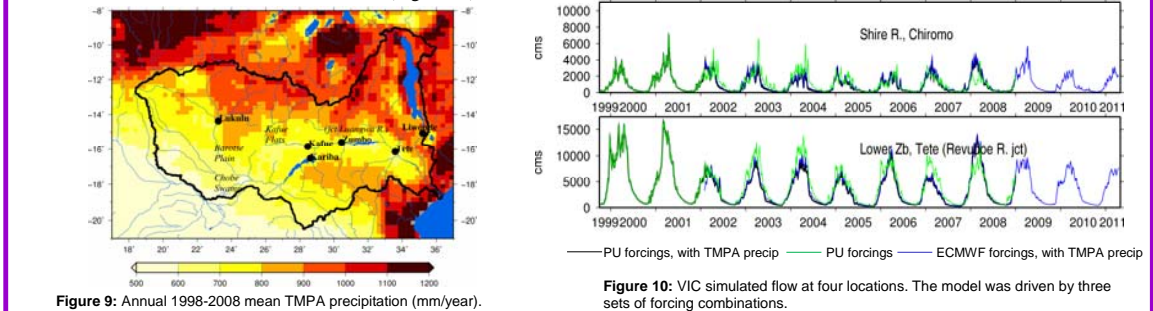 -8˚
-10˚
-12˚
-14˚
-16˚
-18˚
-20˚
-8˚
-10˚
-12˚
-14˚
-16˚
-18˚
-20˚
Lukulu
Barotse
Plain
Chobe
Swamp
Kafue
Flats
Kafue
Kariba
Zumbo
Tete
Liwonde
18˚ 20˚ 22˚ 24˚ 26˚ 28˚ 30˚ 32˚ 34˚ 36˚
500 600 700 800 900 1000 1100 1200
Figure 9: Annual 1998-2008 mean TMPA precipitation (mm/year).
10000
8000
6000
4000
2000
0
cms
Shire R., Chiromo
1999 2000 2001 2002 2003 2004 2005 2006 2007 2008 2009 2010 2011
15000
10000
5000
0
cms
Lower Zb, Tete (Revuboe R. jct)
1999 2000 2001 2002 2003 2004 2005 2006 2007 2008 2009 2010 2011
PU forcings, with TMPA precip PU forcings ECMWF forcings, with TMPA precip
Figure 10: VIC simulated flow at four locations. The model was driven by three
sets of forcing combinations.